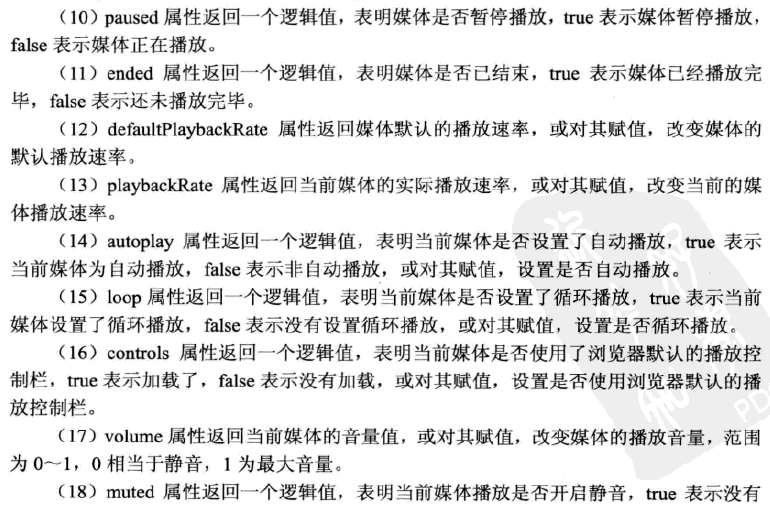 （10）paused 属性返回一个逻辑值，表明媒体是否暂停播放，true 表示媒体暂停播放，
false 表示媒体正在播放。
（11）ended 属性返回一个逻辑值，表明媒体是否已结束，true 表示媒体已经播放完
毕，false 表示还未播放完毕。
（12）defaultPlaybackRate 属性返回媒体默认的播放速率，或对其赋值，改变媒体的
默认播放速率。
（13）playbackRate 属性返回当前媒体的实际播放速率，或对其赋值，改变当前的媒
体播放速率。
（14）autoplay 属性返回一个逻辑值，表明当前媒体是否设置了自动播放，true 表示
当前媒体为自动播放，false 表示非自动播放，或对其赋值，设置是否自动播放。
（15）loop 属性返回一个逻辑值，表明当前媒体是否设置了循环播放，true 表示当前
媒体设置了循环播放，false 表示没有设置循环播放，或对其赋值，设置是否循环播放。
（16）controls 属性返回一个逻辑值，表明当前媒体是否使用了浏览器默认的播放控
制栏，true 表示加载了，false 表示没有加载，或对其赋值，设置是否使用浏览器默认的播
放控制栏。
（17）volume 属性返回当前媒体的音量值，或对其赋值，改变媒体的播放音量，范围
为 0～1，0 相当于静音，1 为最大音量。
（18）muted 属性返回一个逻辑值，表明当前媒体播放是否开启静音，true 表示没有
PD